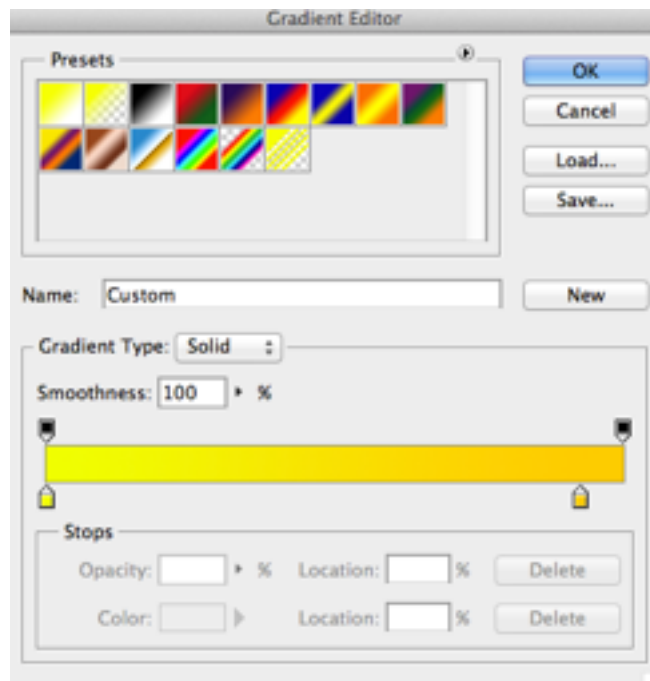 Gradient Editor
Presets
OK
Cancel
Load...
Save...
Name: Custom
New
Gradient Type: Solid
Smoothness: 100 %
Stops
Opacity: % Location: % Delete
Color: Location: % Delete